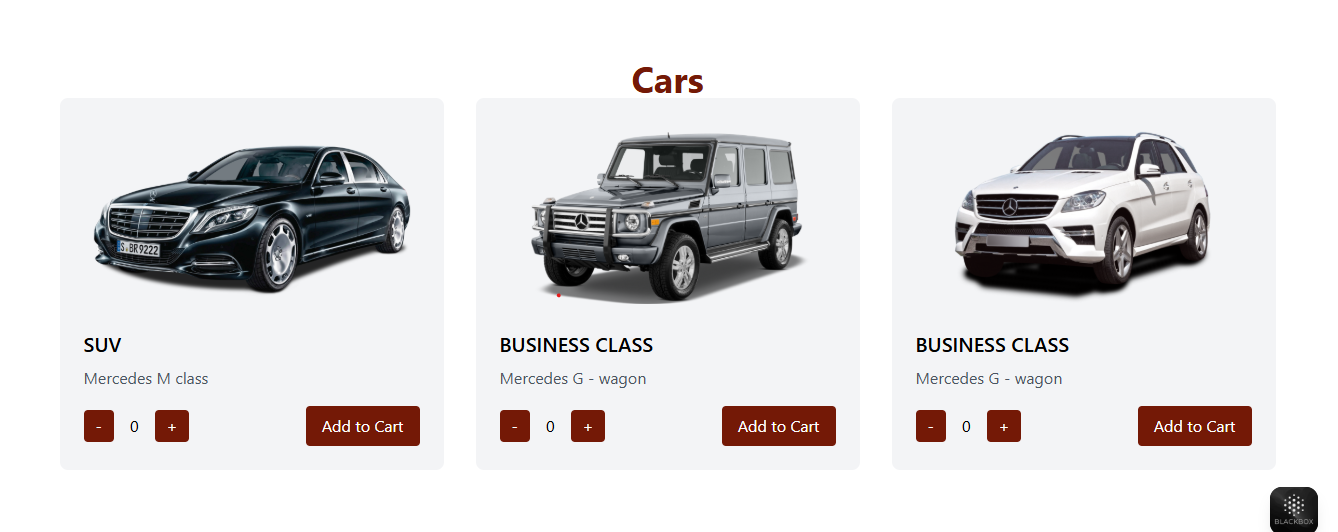 Cars
S BR 9222
SUV
Mercedes M class
- 0 +
Add to Cart
BUSINESS CLASS
Mercedes G - wagon
- 0 +
Add to Cart
BUSINESS CLASS
Mercedes G - wagon
- 0 +
Add to Cart
BLACKBOX